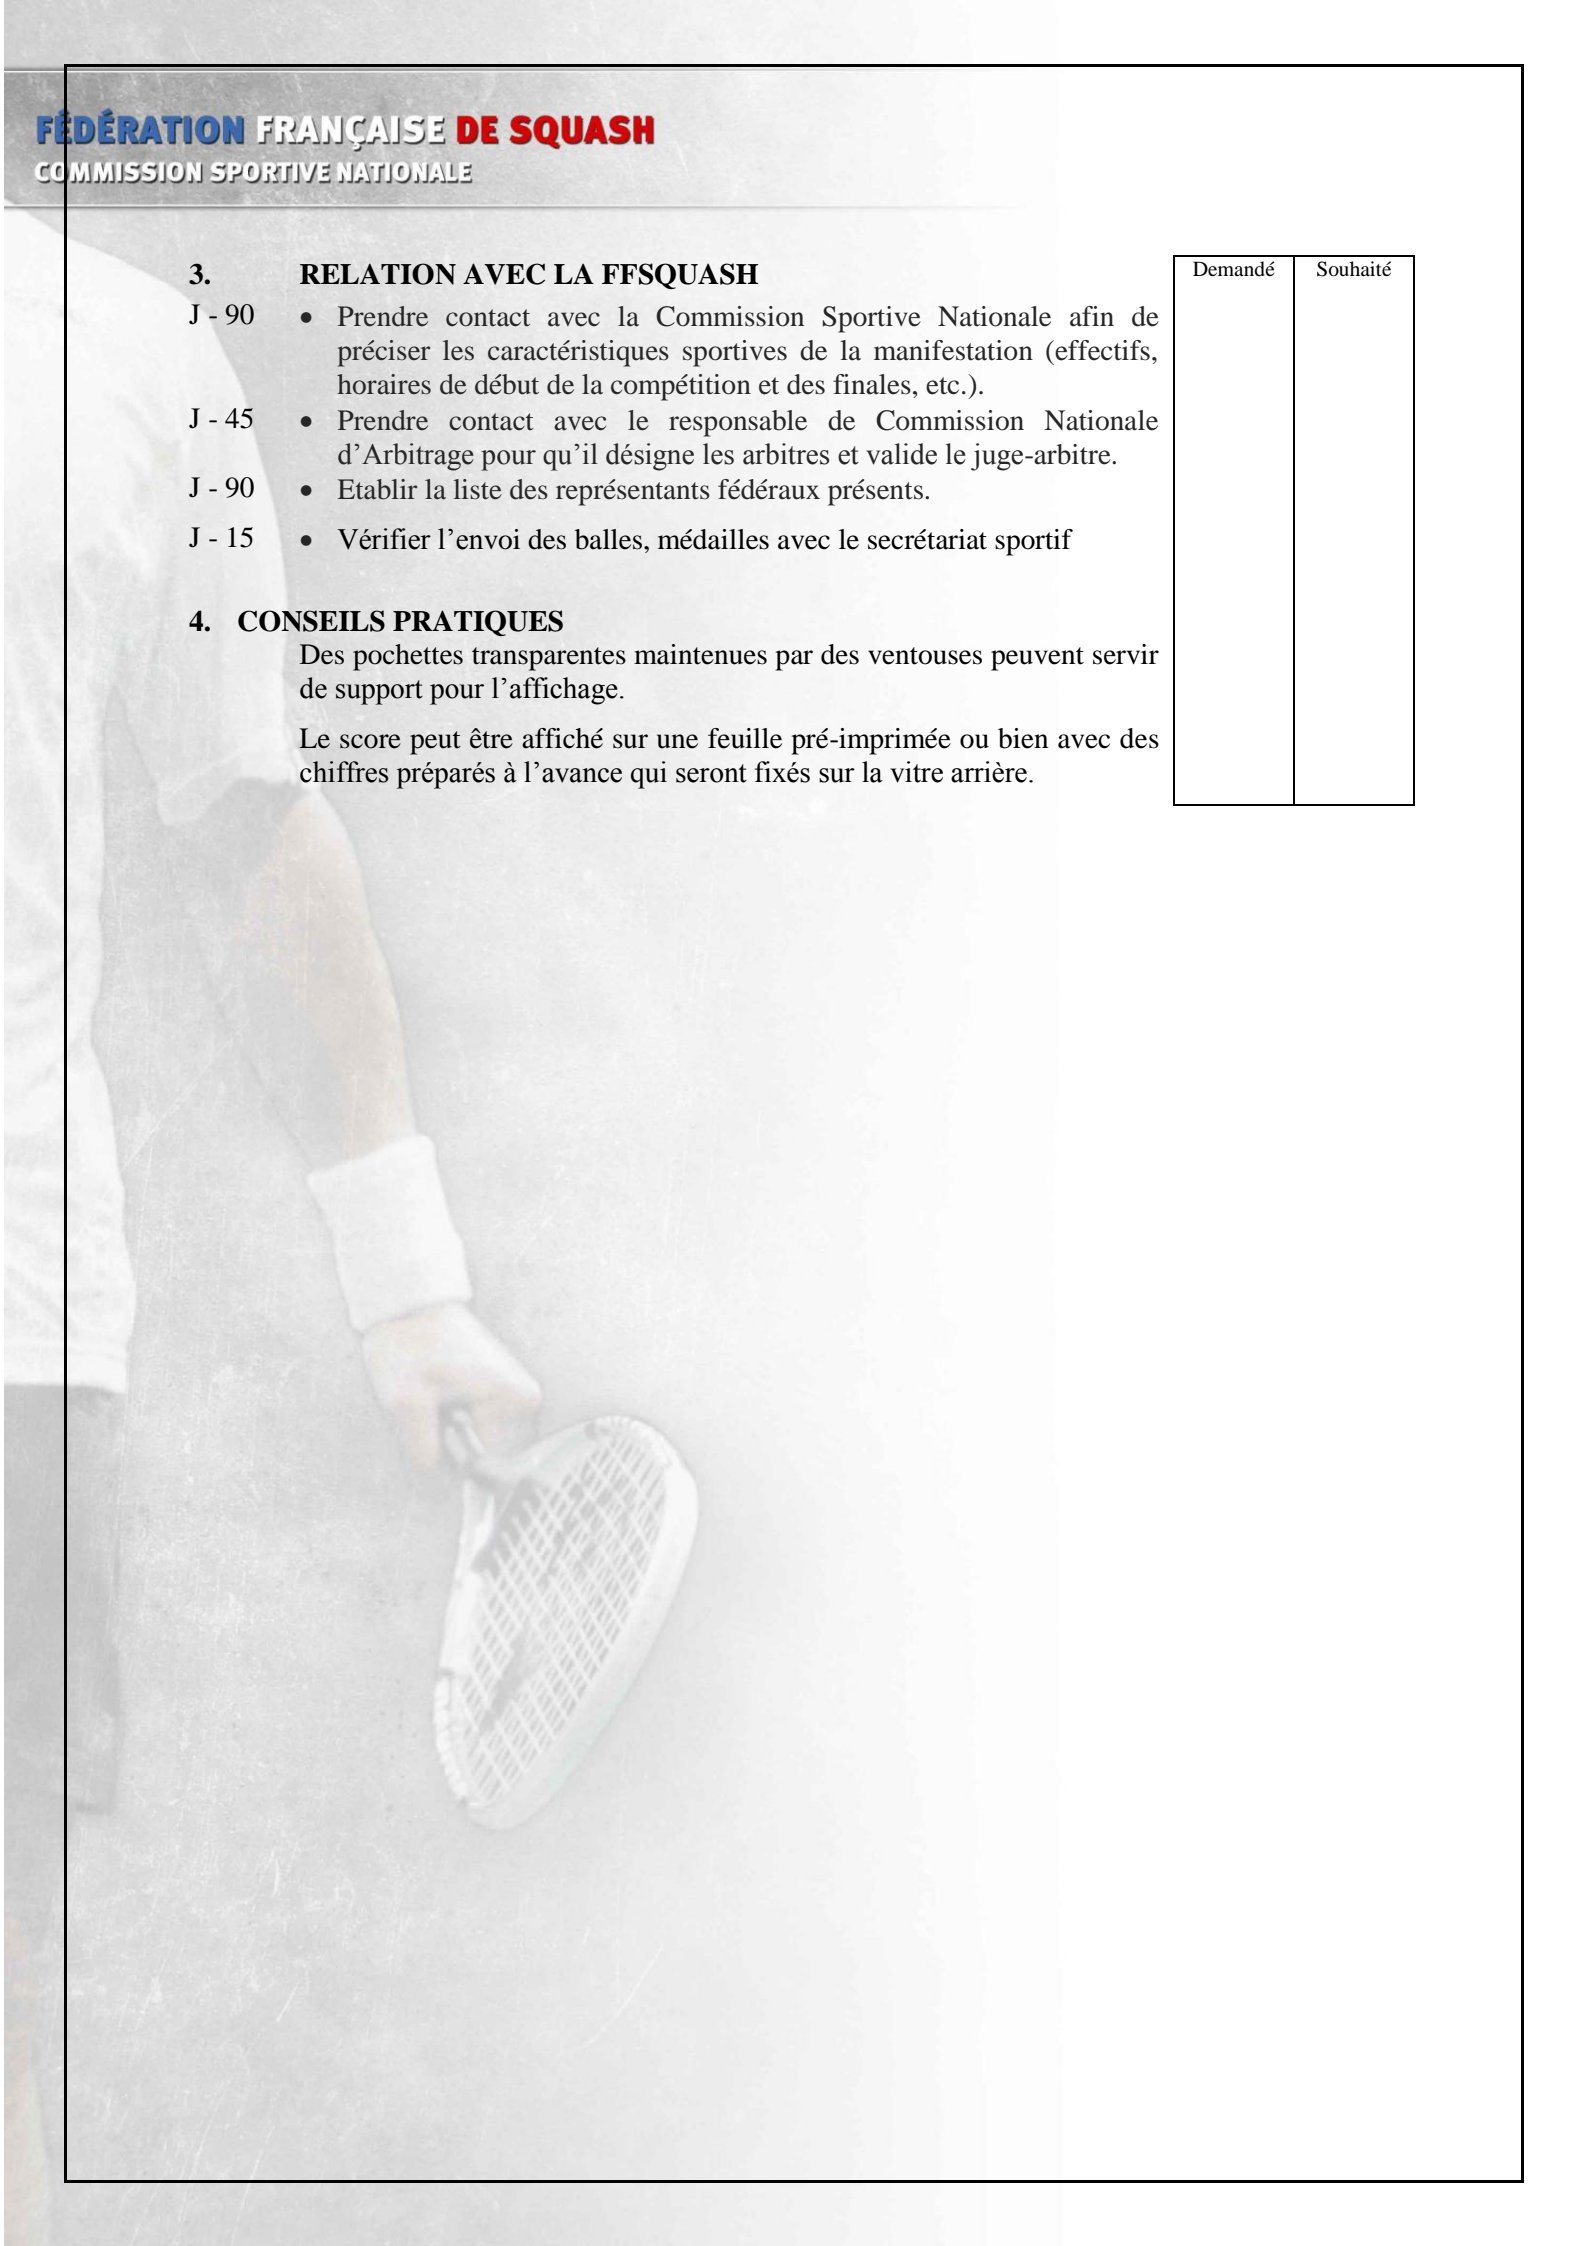 FÉDÉRATION FRANÇAISE DE SQUASH
COMMISSION SPORTIVE NATIONALE
3. RELATION AVEC LA FFSQUASH
Demandé Souhaité
J - 90 • Prendre contact avec la Commission Sportive Nationale afin de
préciser les caractéristiques sportives de la manifestation (effectifs,
horaires de début de la compétition et des finales, etc.).
J - 45 • Prendre contact avec le responsable de Commission Nationale
d’Arbitrage pour qu’il désigne les arbitres et valide le juge-arbitre.
J - 90 • Etablir la liste des représentants fédéraux présents.
J - 15 • Vérifier l’envoi des balles, médailles avec le secrétariat sportif
4. CONSEILS PRATIQUES
Des pochettes transparentes maintenues par des ventouses peuvent servir
de support pour l’affichage.
Le score peut être affiché sur une feuille pré-imprimée ou bien avec des
chiffres préparés à l’avance qui seront fixés sur la vitre arrière.